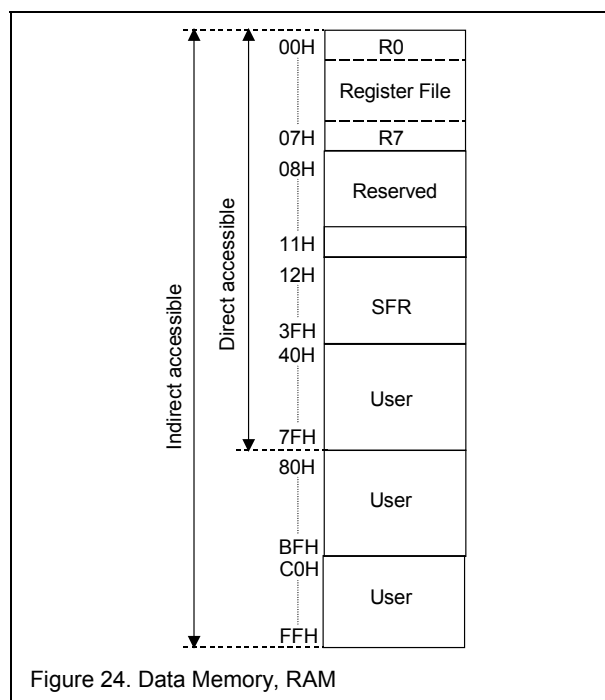 00H R0
Register File
07H R7
08H
Reserved
11H
12H
SFR
3FH
40H
User
7FH
80H
User
BFH
C0H
User
FFH
Direct accessible
Indirect accessible
Figure 24. Data Memory, RAM